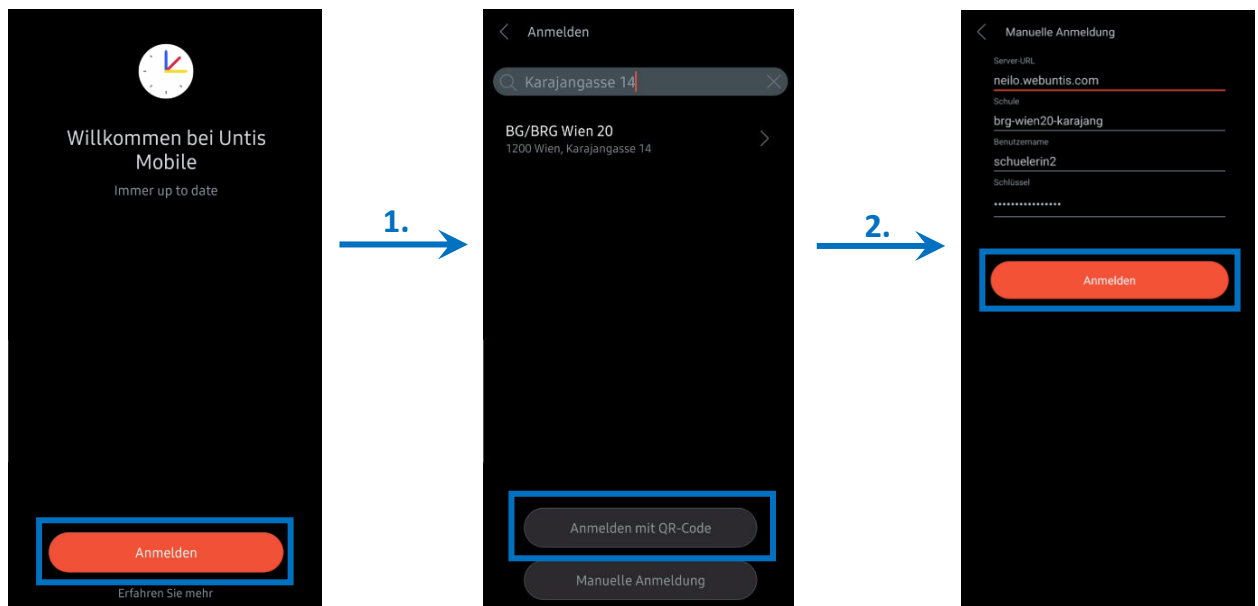 Willkommen bei Untis
Mobile
Immer up to date
Anmelden
Erfahren Sie mehr
1.
Anmelden
Karajangasse 14
BG/BRG Wien 20
1200 Wien, Karajangasse 14
Anmelden mit QR-Code
Manuelle Anmeldung
2.
Manuelle Anmeldung
Server-URL
neilo.webuntis.com
Schule
brg-wien20-karajang
Benutzername
schuelerin2
Schlüssel
••••••••••••••••
Anmelden